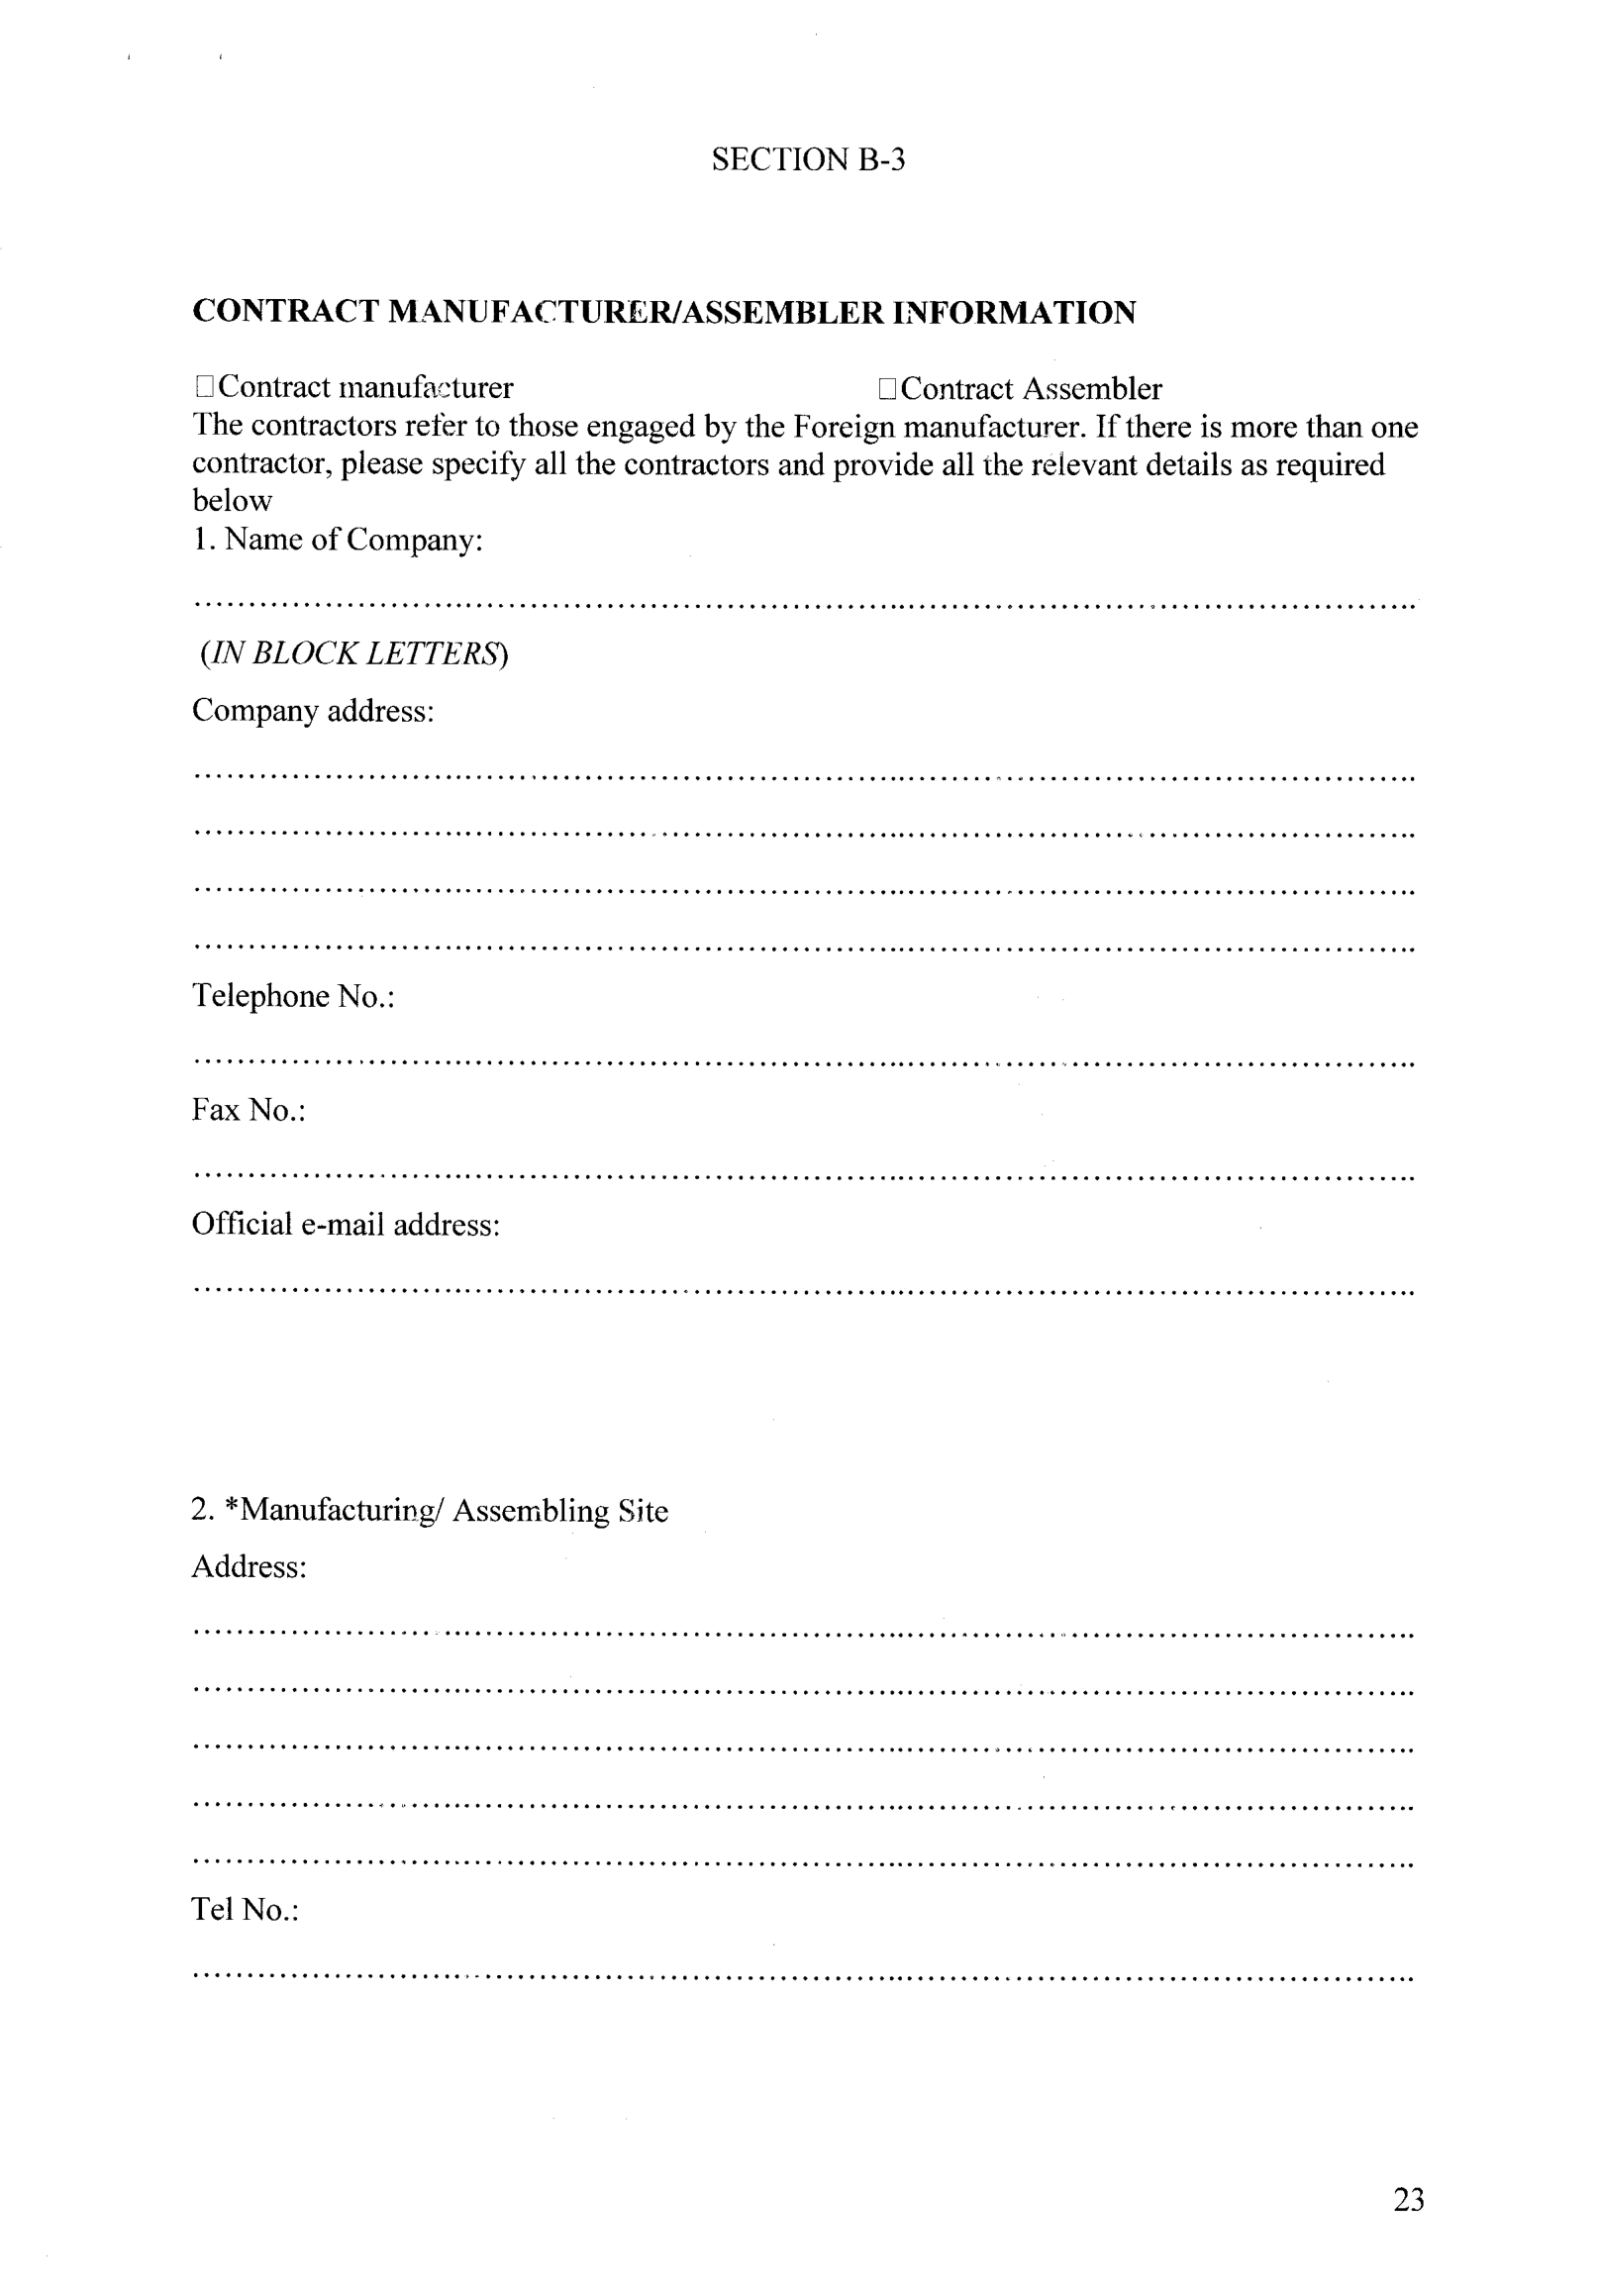 SECTION B-3
CONTRACT MANUFACTURER/ASSEMBLER INFORMATION
☐Contract manufacturer ☐Contract Assembler
The contractors refer to those engaged by the Foreign manufacturer. If there is more than one
contractor, please specify all the contractors and provide all the relevant details as required
below
1. Name of Company:
(IN BLOCK LETTERS)
Company address:
Telephone No.:
Fax No.:
Official e-mail address:
2. *Manufacturing/ Assembling Site
Address:
Tel No.:
23